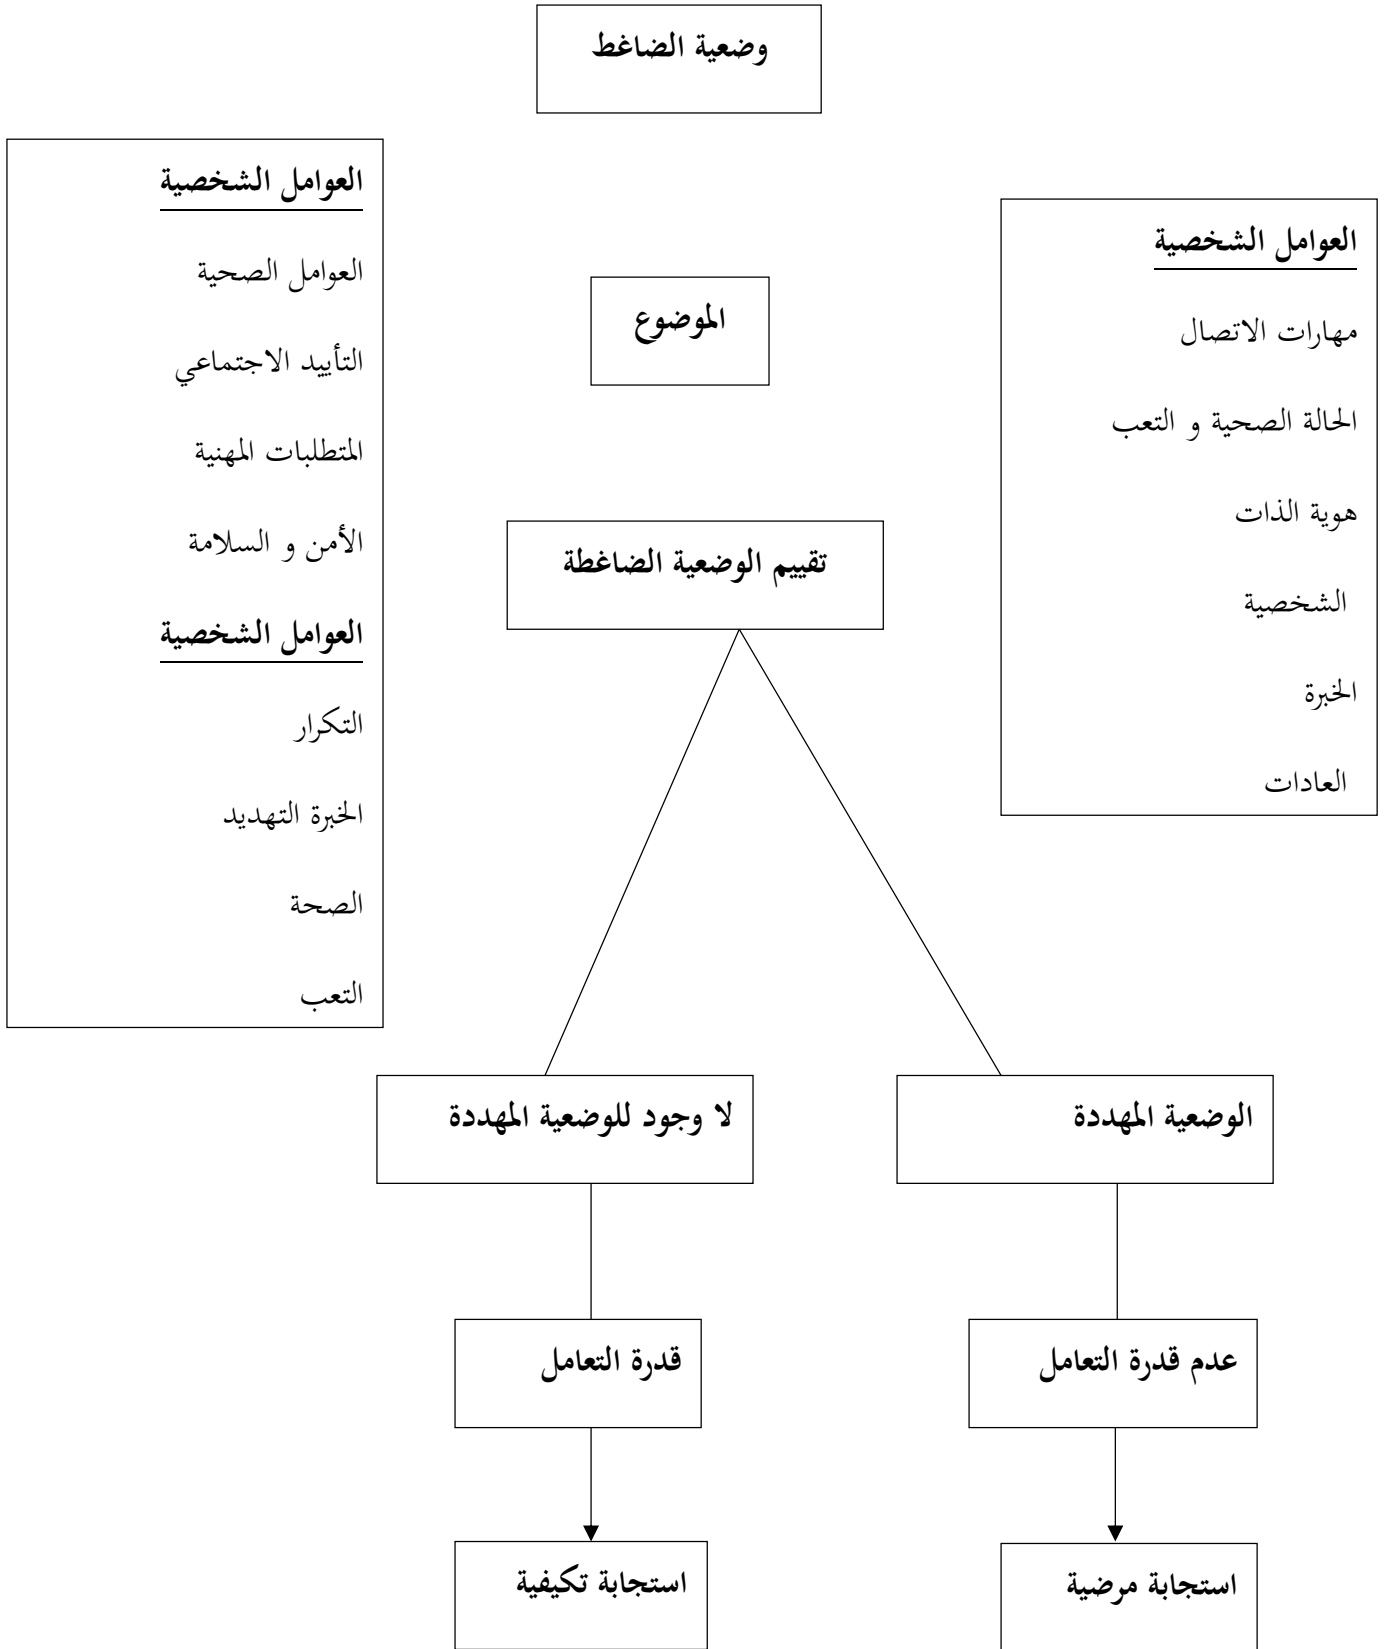 وضعية الضاغط
العوامل الشخصية
مهارات الاتصال
الحالة الصحية و التعب
هوية الذات
الشخصية
الخبرة
العادات
الموضوع
تقييم الوضعية الضاغطة
العوامل الشخصية
العوامل الصحية
التأييد الاجتماعي
المتطلبات المهنية
الأمن و السلامة
العوامل الشخصية
التكرار
الخبرة التهديد
الصحة
التعب
الوضعية المهددة
لا وجود للوضعية المهددة
عدم قدرة التعامل
قدرة التعامل
استجابة مرضية
استجابة تكيفية